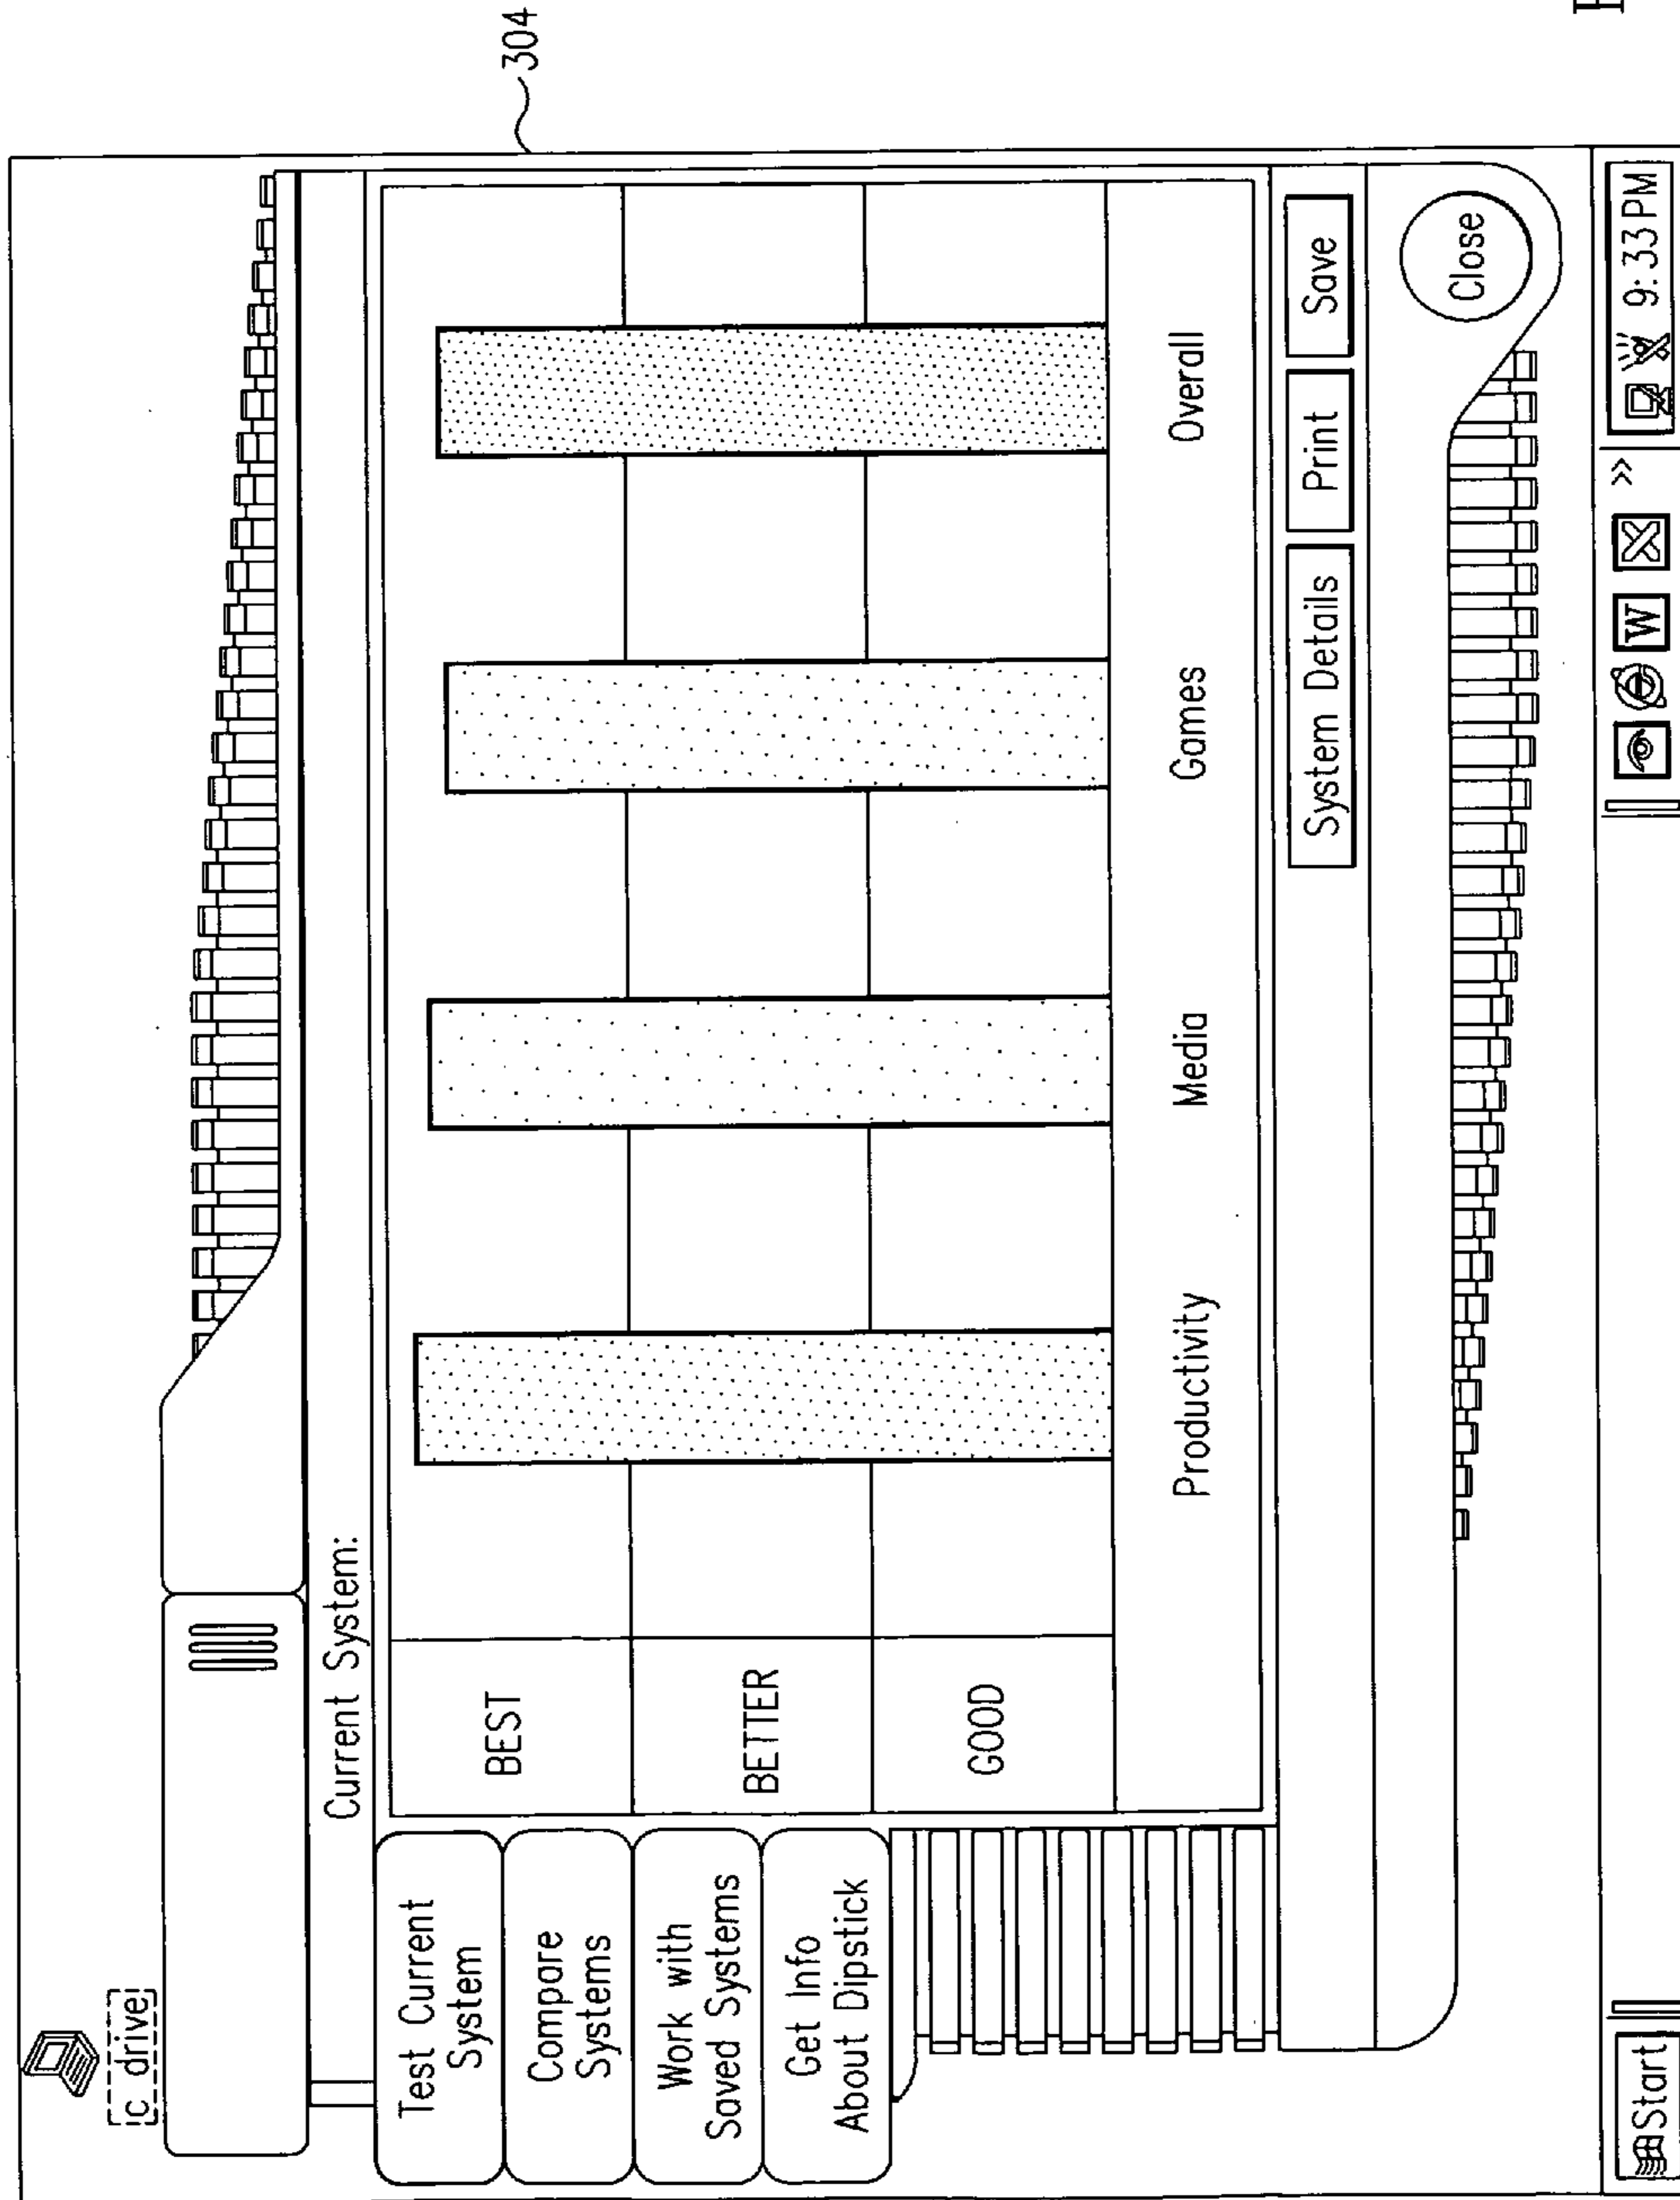 c drive
304
Current System:
Test Current
System
Compare
Systems
Work with
Saved Systems
Get Info
About Dipstick
BEST
BETTER
GOOD
Productivity
Media
Games
Overall
System Details
Print
Save
Close
Start
W
X
»
9:33 PM